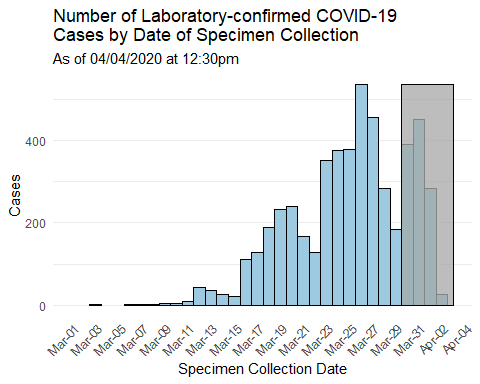 Number of Laboratory-confirmed COVID-19
Cases by Date of Specimen Collection
As of 04/04/2020 at 12:30pm
Cases
400
200
0
Mar-01
Mar-03
Mar-05
Mar-07
Mar-09
Mar-11
Mar-13
Mar-15
Mar-17
Mar-19
Mar-21
Mar-23
Mar-25
Mar-27
Mar-29
Mar-31
Apr-02
Apr-04
Specimen Collection Date